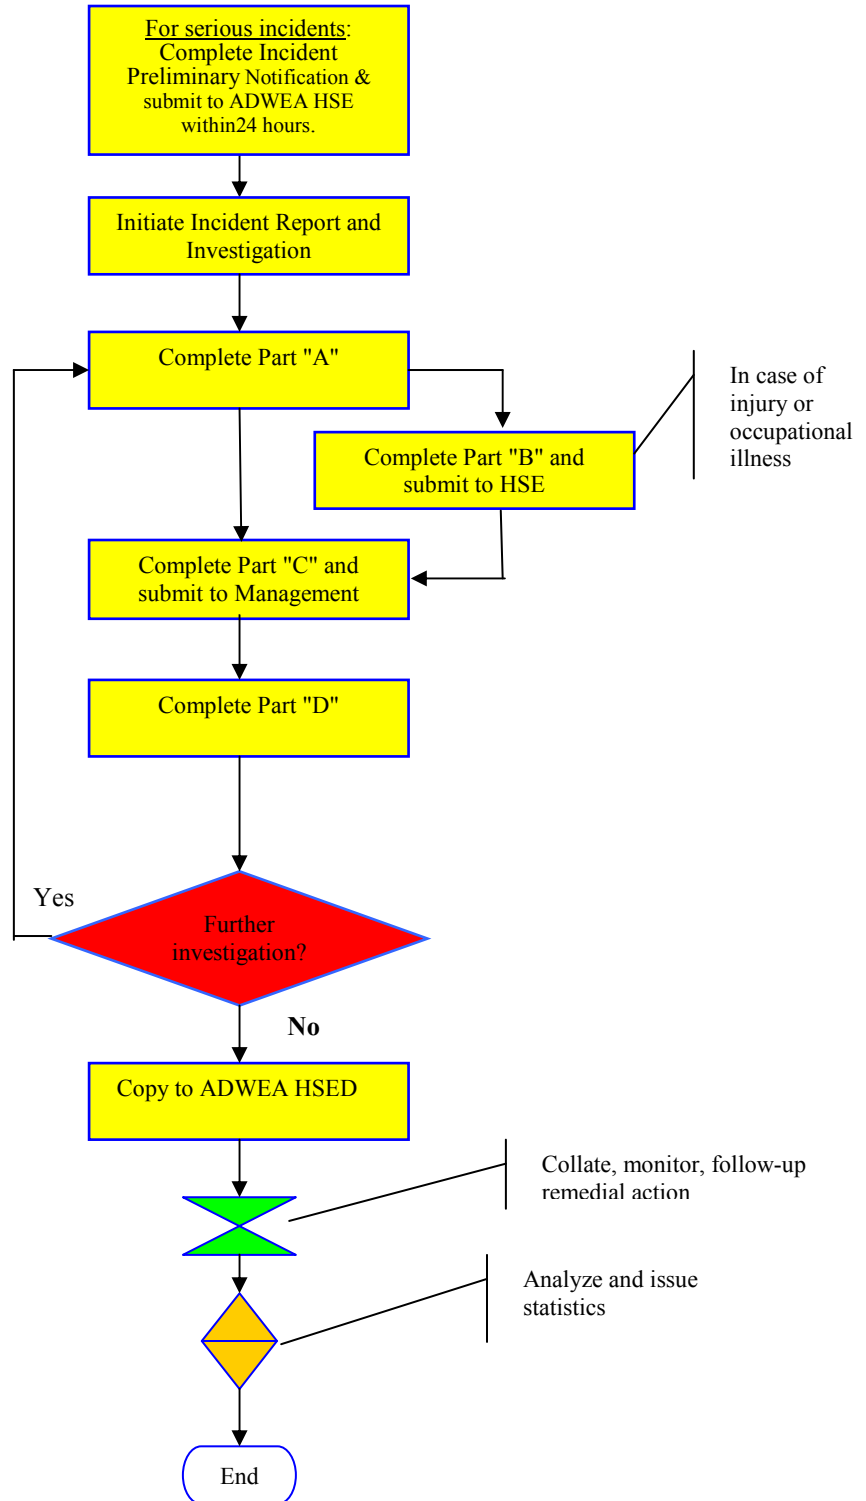 For serious incidents:
Complete Incident
Preliminary Notification &
submit to ADWEA HSE
within24 hours.
Initiate Incident Report and
Investigation
Complete Part "A"
In case of
injury or
occupational
illness
Complete Part "B" and
submit to HSE
Complete Part "C" and
submit to Management
Complete Part "D"
Yes
Further
investigation?
No
Copy to ADWEA HSED
Collate, monitor, follow-up
remedial action
Analyze and issue
statistics
End